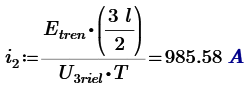 i₂ := (E_tren · (3 l / 2)) / (U_3riel · T) = 985.58 A